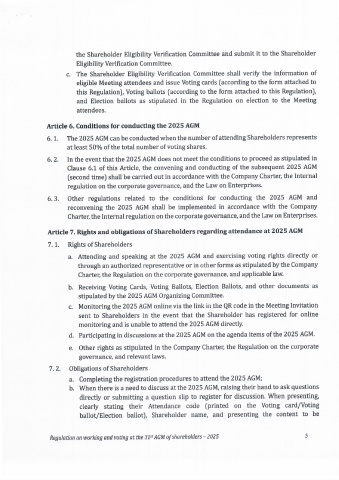 the Shareholder Eligibility Verification Committee and submit it to the Shareholder
Eligibility Verification Committee.
c. The Shareholder Eligibility Verification Committee shall verify the information of
eligible Meeting attendees and issue Voting cards (according to the form attached to
this Regulation), Voting ballots (according to the form attached to this Regulation),
and Election ballots as stipulated in the Regulation on election to the Meeting
attendees.
Article 6. Conditions for conducting the 2025 AGM
6. 1. The 2025 AGM can be conducted when the number of attending Shareholders represents
at least 50% of the total number of voting shares.
6. 2. In the event that the 2025 AGM does not meet the conditions to proceed as stipulated in
Clause 6.1 of this Article, the convening and conducting of the subsequent 2025 AGM
(second time) shall be carried out in accordance with the Company Charter, the Internal
regulation on the corporate governance, and the Law on Enterprises.
6. 3. Other regulations related to the conditions for conducting the 2025 AGM and
reconvening the 2025 AGM shall be implemented in accordance with the Company
Charter, the Internal regulation on the corporate governance, and the Law on Enterprises.
Article 7. Rights and obligations of Shareholders regarding attendance at 2025 AGM
7. 1. Rights of Shareholders
a. Attending and speaking at the 2025 AGM and exercising voting rights directly or
through an authorized representative or in other forms as stipulated by the Company
Charter, the Regulation on the corporate governance, and applicable law.
b. Receiving Voting Cards, Voting Ballots, Election Ballots, and other documents as
stipulated by the 2025 AGM Organizing Committee.
c. Monitoring the 2025 AGM online via the link in the QR code in the Meeting Invitation
sent to Shareholders in the event that the Shareholder has registered for online
monitoring and is unable to attend the 2025 AGM directly.
d. Participating in discussions at the 2025 AGM on the agenda items of the 2025 AGM.
e. Other rights as stipulated in the Company Charter, the Regulation on the corporate
governance, and relevant laws.
7. 2. Obligations of Shareholders
a. Completing the registration procedures to attend the 2025 AGM;
b. When there is a need to discuss at the 2025 AGM, raising their hand to ask questions
directly or submitting a question slip to register for discussion. When presenting,
clearly stating their Attendance code (printed on the Voting card/Voting
ballot/Election ballot), Shareholder name, and presenting the content to be
Regulation on working and voting at the 31st AGM of shareholders – 2025